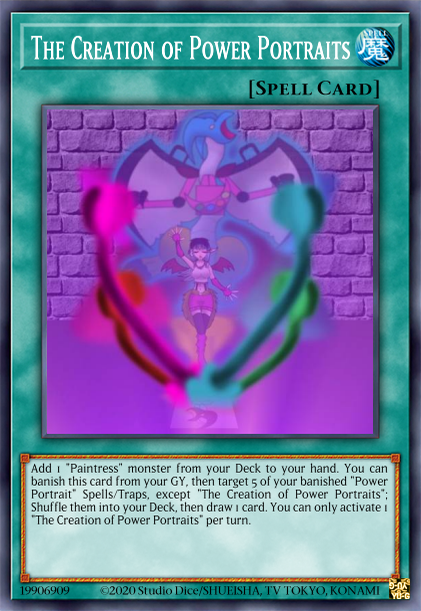 The Creation of Power Portraits
SPELL
魔
[Spell Card]
Add 1 "Paintress" monster from your Deck to your hand. You can
banish this card from your GY, then target 5 of your banished "Power
Portrait" Spells/Traps, except "The Creation of Power Portraits";
Shuffle them into your Deck, then draw 1 card. You can only activate 1
"The Creation of Power Portraits" per turn.
19906909 ©2020 Studio Dice/SHUEISHA, TV TOKYO, KONAMI